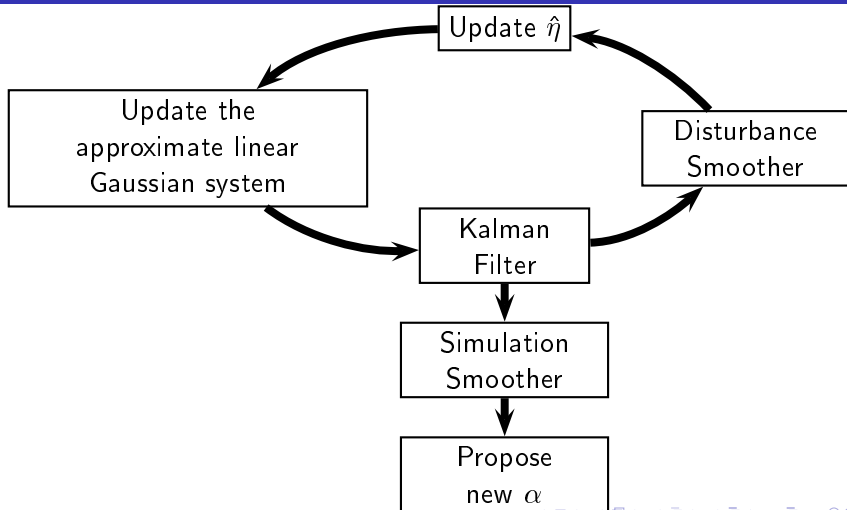 Update η̂
Update the
approximate linear
Gaussian system
Disturbance
Smoother
Kalman
Filter
Simulation
Smoother
Propose
new α